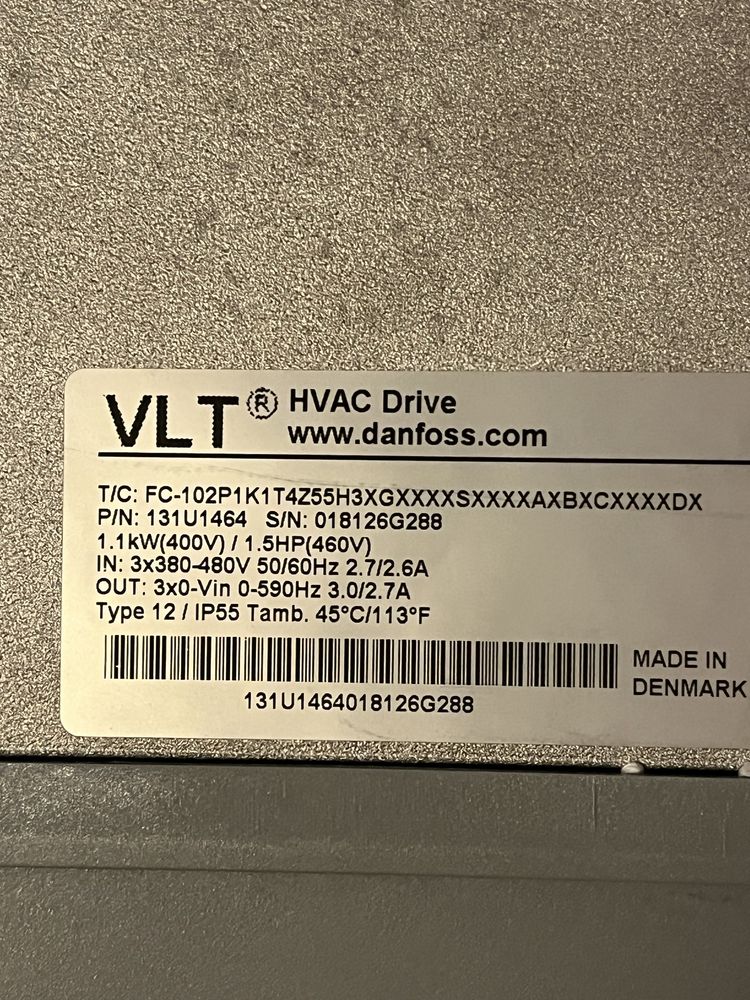 VLT® HVAC Drive
www.danfoss.com
T/C: FC-102P1K1T4Z55H3XGXXXXSXXXXAXBXCXXXXDX
P/N: 131U1464 S/N: 018126G288
1.1kW(400V) / 1.5HP(460V)
IN: 3x380-480V 50/60Hz 2.7/2.6A
OUT: 3x0-Vin 0-590Hz 3.0/2.7A
Type 12 / IP55 Tamb. 45°C/113°F
MADE IN
DENMARK
131U1464018126G288